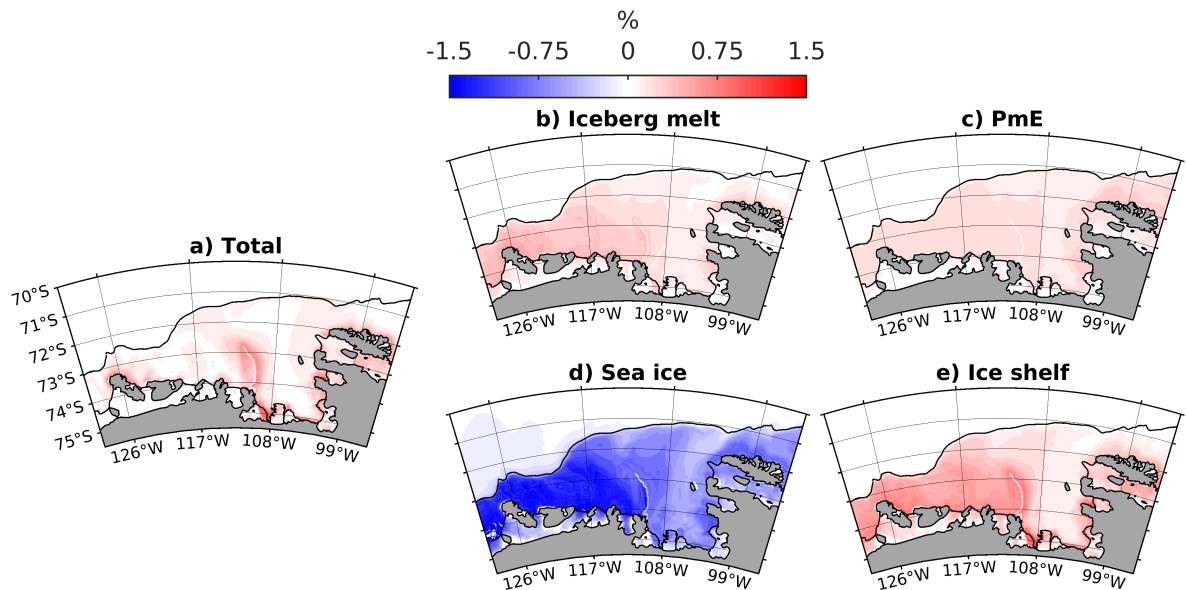 %
-1.5 -0.75 0 0.75 1.5
b) Iceberg melt
c) PmE
126°W 117°W 108°W 99°W
126°W 117°W 108°W 99°W
a) Total
70°S
71°S
72°S
73°S
74°S
75°S
126°W 117°W 108°W 99°W
d) Sea ice
e) Ice shelf
126°W 117°W 108°W 99°W
126°W 117°W 108°W 99°W